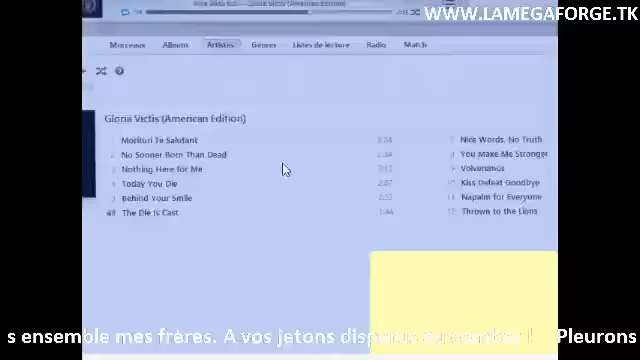 WWW.LAMEGAFORGE.TK
Morceaux Albums Artistes Genres Listes de lecture Radio Match
Gloria Victis (American Edition)
Morituri Te Salutant
No Sooner Born Than Dead
Nothing Here for Me
Today You Die
Behind Your Smile
The Die Is Cast
Nice Words, No Truth
You Make Me Stronger
Volveremos
Kiss Defeat Goodbye
Napalm for Everyone
Thrown to the Lions
s ensemble mes frères. A vos jetons disparus au combat ! Pleurons